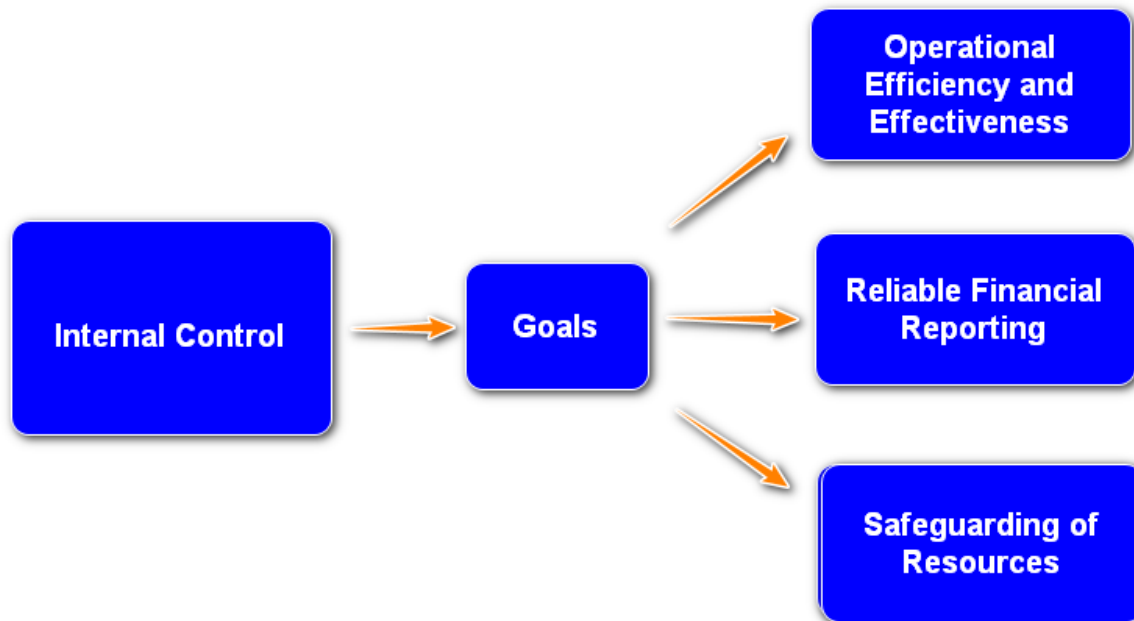 Internal Control
Goals
Operational
Efficiency and
Effectiveness
Reliable Financial
Reporting
Safeguarding of
Resources